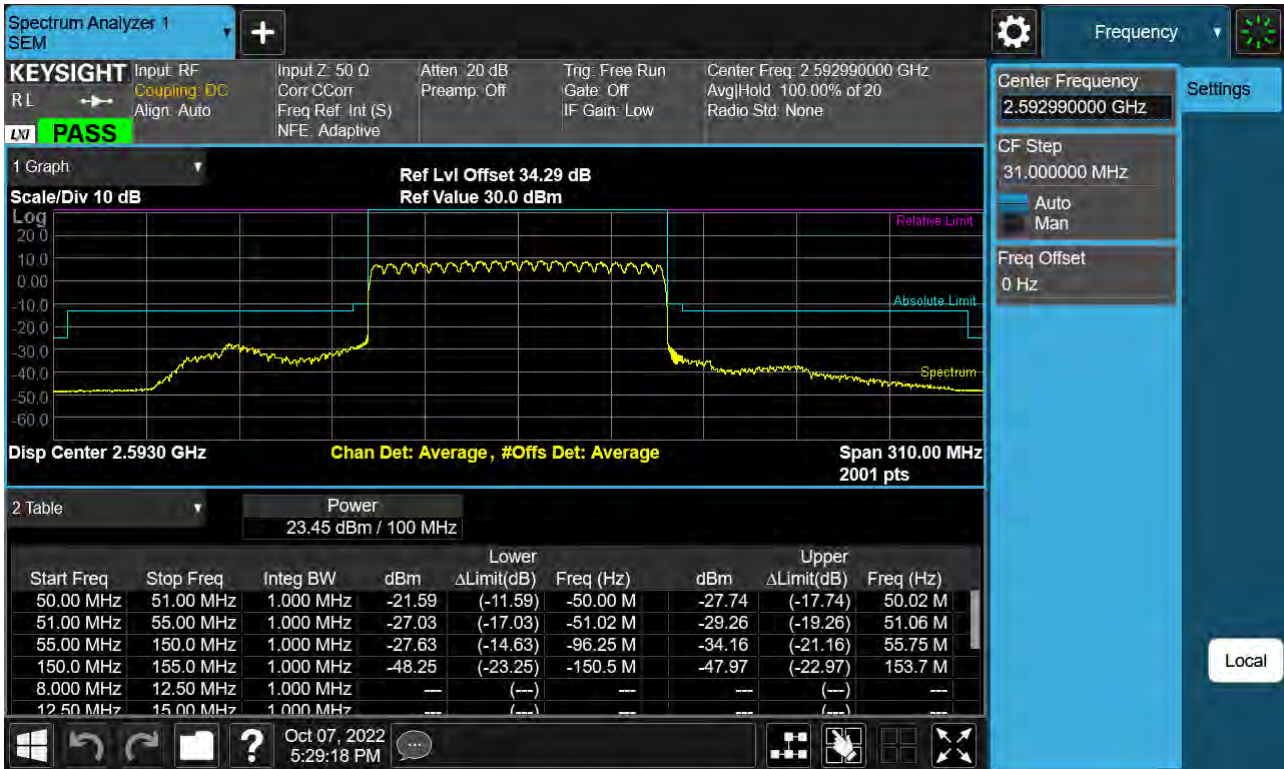 Spectrum Analyzer 1
SEM
Frequency
KEYSIGHT
R L
LXI
PASS
Input: RF
Coupling: DC
Align: Auto
Input Z: 50 Ω
Corr CCorr
Freq Ref: Int (S)
NFE: Adaptive
Atten: 20 dB
Preamp: Off
Trig: Free Run
Gate: Off
IF Gain: Low
Center Freq: 2.592990000 GHz
Avg|Hold: 100.00% of 20
Radio Std: None
Center Frequency
2.592990000 GHz
Settings
CF Step
31.000000 MHz
Auto
Man
Freq Offset
0 Hz
Local
1 Graph
Scale/Div 10 dB
Ref Lvl Offset 34.29 dB
Ref Value 30.0 dBm
Log
20.0
10.0
0.00
-10.0
-20.0
-30.0
-40.0
-50.0
-60.0
Relative Limit
Absolute Limit
Spectrum
Disp Center 2.5930 GHz
Chan Det: Average, #Offs Det: Average
Span 310.00 MHz
2001 pts
2 Table
Power
23.45 dBm / 100 MHz
Lower Upper
Start Freq Stop Freq Integ BW dBm ΔLimit(dB) Freq (Hz) dBm ΔLimit(dB) Freq (Hz)
50.00 MHz 51.00 MHz 1.000 MHz -21.59 (-11.59) -50.00 M -27.74 (-17.74) 50.02 M
51.00 MHz 55.00 MHz 1.000 MHz -27.03 (-17.03) -51.02 M -29.26 (-19.26) 51.06 M
55.00 MHz 150.0 MHz 1.000 MHz -27.63 (-14.63) -96.25 M -34.16 (-21.16) 55.75 M
150.0 MHz 155.0 MHz 1.000 MHz -48.25 (-23.25) -150.5 M -47.97 (-22.97) 153.7 M
8.000 MHz 12.50 MHz 1.000 MHz --- (---) --- --- (---) ---
12.50 MHz 15.00 MHz 1.000 MHz --- (---) --- --- (---) ---
?
Oct 07, 2022
5:29:18 PM